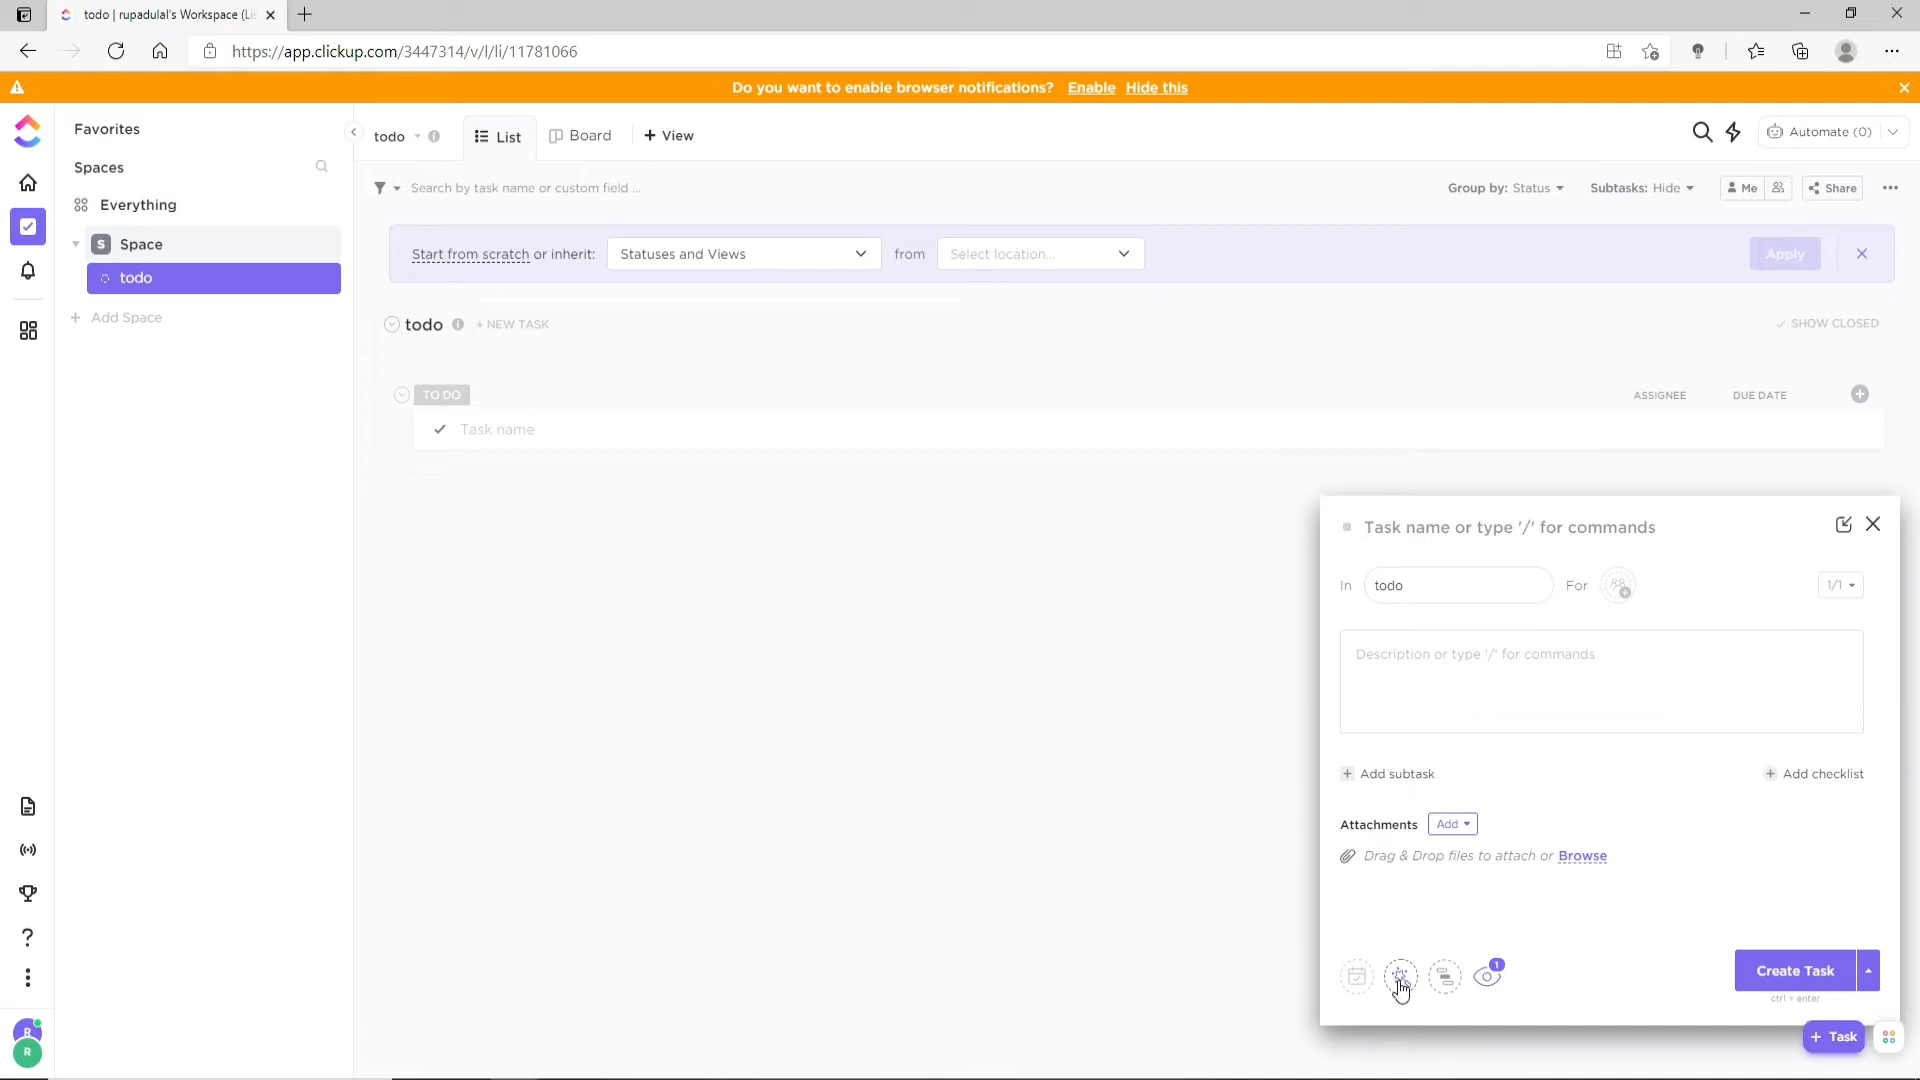 todo | rupadulal's Workspace (Li
https://app.clickup.com/3447314/v/l/li/11781066
Do you want to enable browser notifications? Enable Hide this
Favorites
Spaces
Everything
S Space
todo
+ Add Space
todo
List
Board
+ View
Automate (0)
Search by task name or custom field ...
Group by: Status
Subtasks: Hide
Me
Share
Start from scratch or inherit:
Statuses and Views
from
Select location...
Apply
todo
+ NEW TASK
SHOW CLOSED
TO DO
ASSIGNEE
DUE DATE
Task name
Task name or type '/' for commands
In
todo
For
1/1
Description or type '/' for commands
+ Add subtask
+ Add checklist
Attachments
Add
Drag & Drop files to attach or Browse
1
Create Task
ctrl + enter
R
R
+ Task